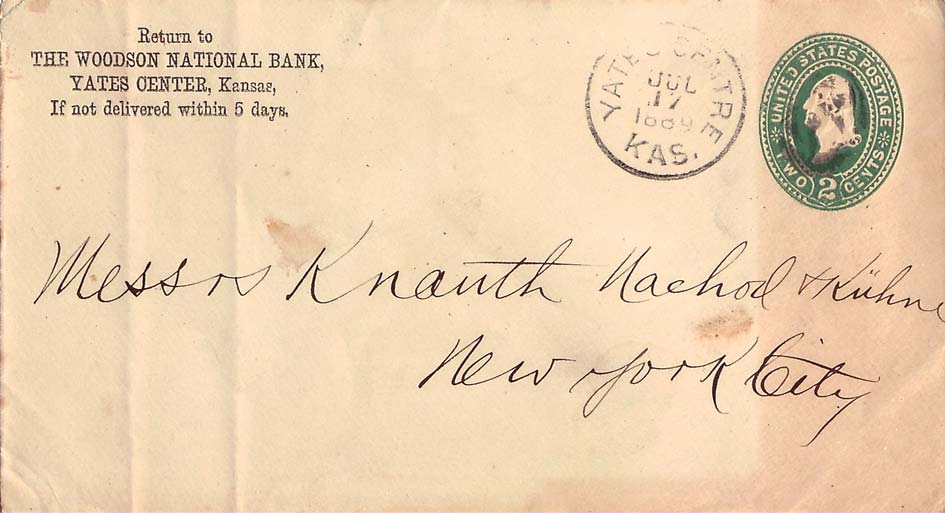 Return to
THE WOODSON NATIONAL BANK,
YATES CENTER, Kansas,
If not delivered within 5 days.
YATES CENTRE
JUL
17
1889
KAS.
UNITED STATES POSTAGE
TWO 2 CENTS
Messrs Knauth Nachod & Kühne
New York City